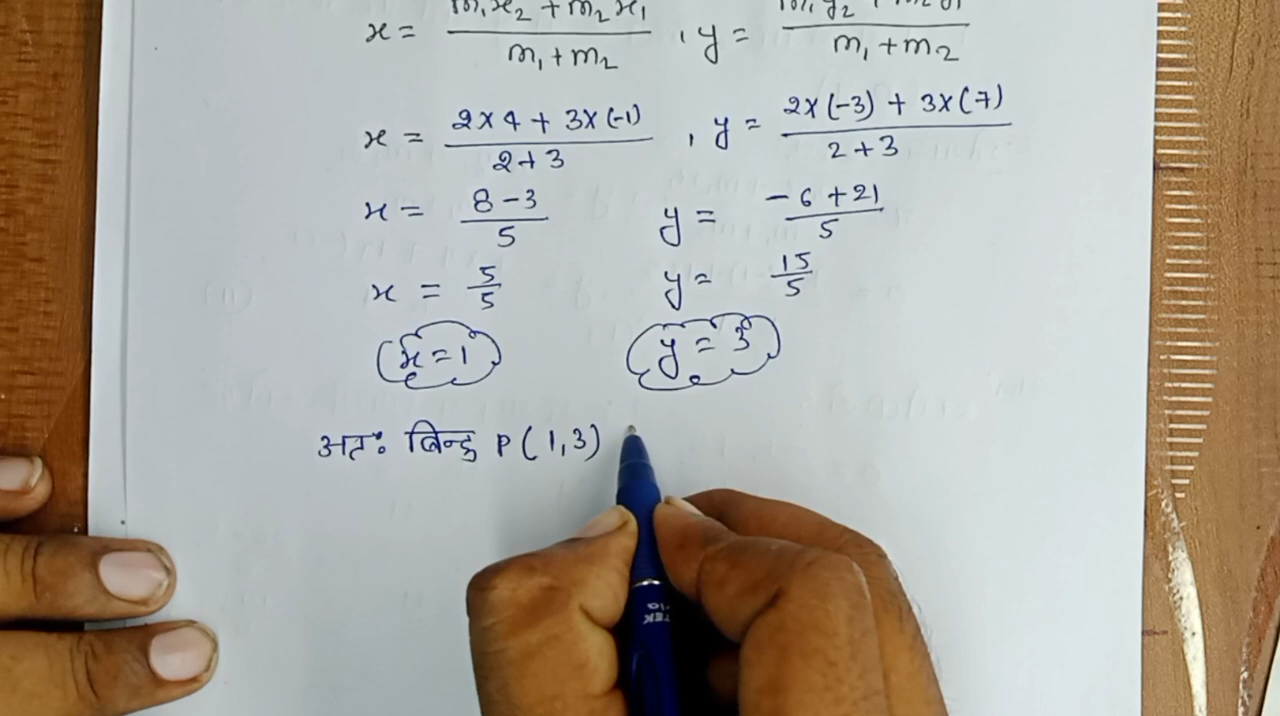 x = m₁x₂ + m₂x₁ / m₁ + m₂ , y = m₁y₂ + m₂y₁ / m₁ + m₂
x = 2 × 4 + 3×(-1) / 2 + 3 , y = 2×(-3) + 3×(7) / 2 + 3
x = 8 - 3 / 5 y = - 6 + 21 / 5
x = 5 / 5 y = 15 / 5
x = 1 y = 3
अतः बिन्दु P ( 1, 3)